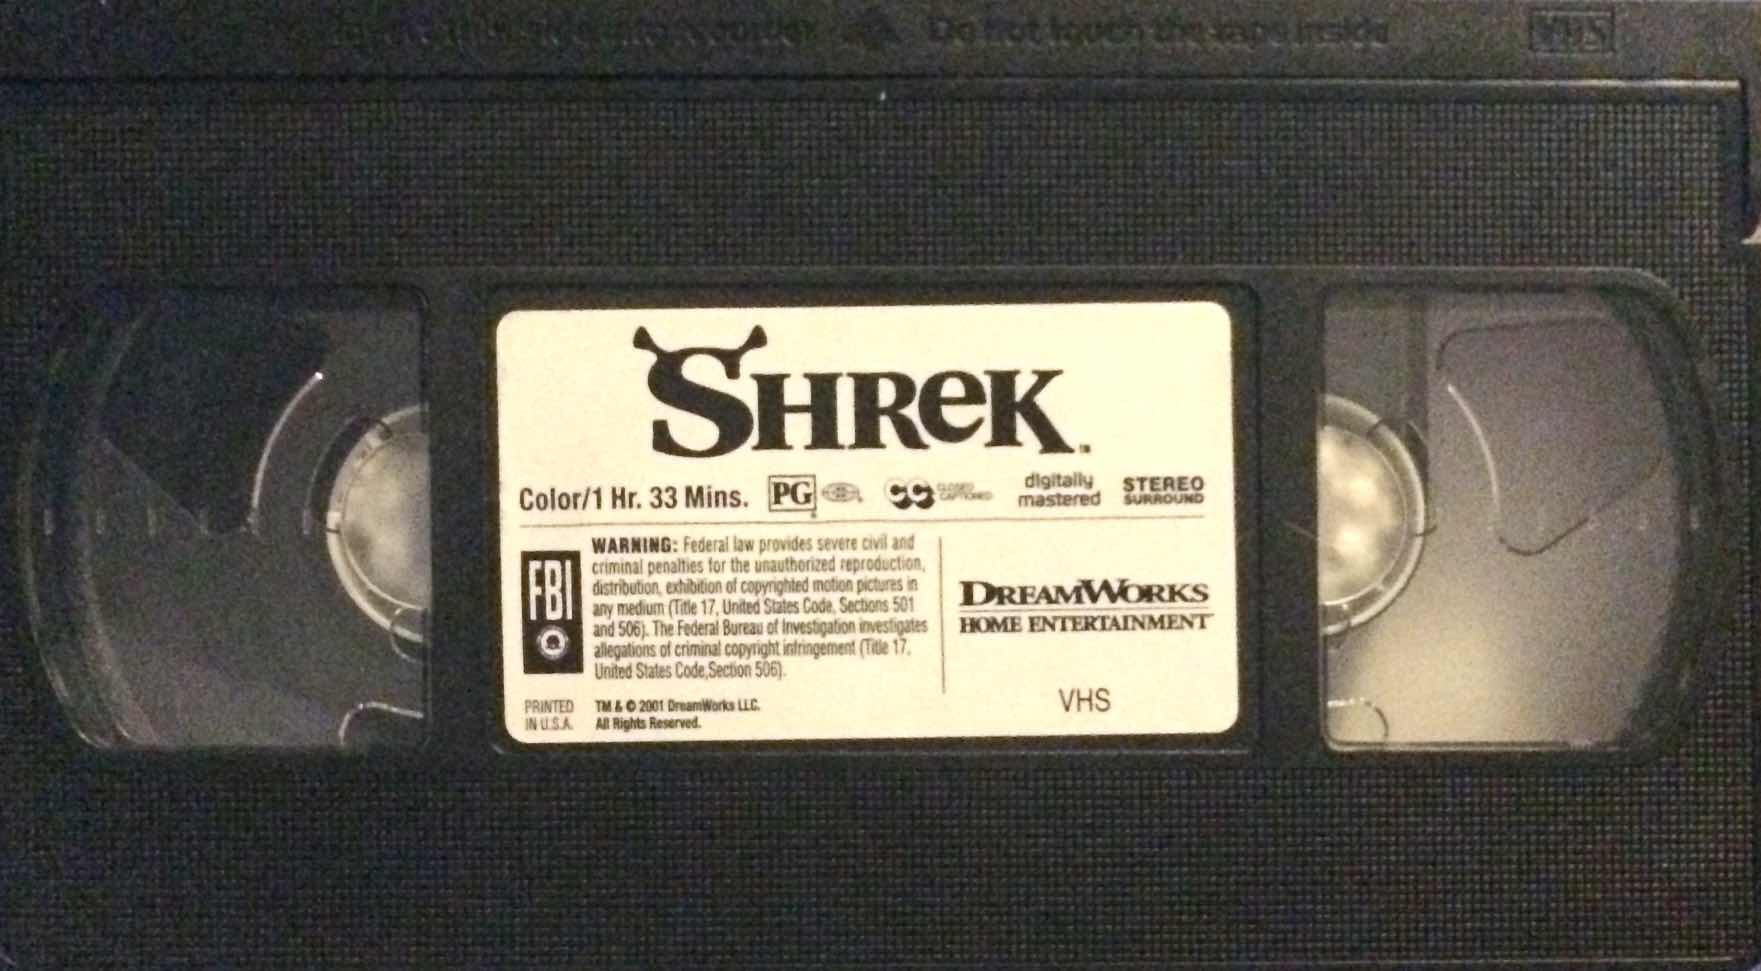 Do not touch the tape inside
VHS
SHREK™
Color/1 Hr. 33 Mins. PG CC CLOSED CAPTIONED digitally mastered STEREO SURROUND
FBI
WARNING: Federal law provides severe civil and
criminal penalties for the unauthorized reproduction,
distribution, exhibition of copyrighted motion pictures in
any medium (Title 17, United States Code, Sections 501
and 506). The Federal Bureau of Investigation investigates
allegations of criminal copyright infringement (Title 17,
United States Code,Section 506).
PRINTED
IN U.S.A.
TM & © 2001 DreamWorks LLC.
All Rights Reserved.
DREAMWORKS
HOME ENTERTAINMENT
VHS